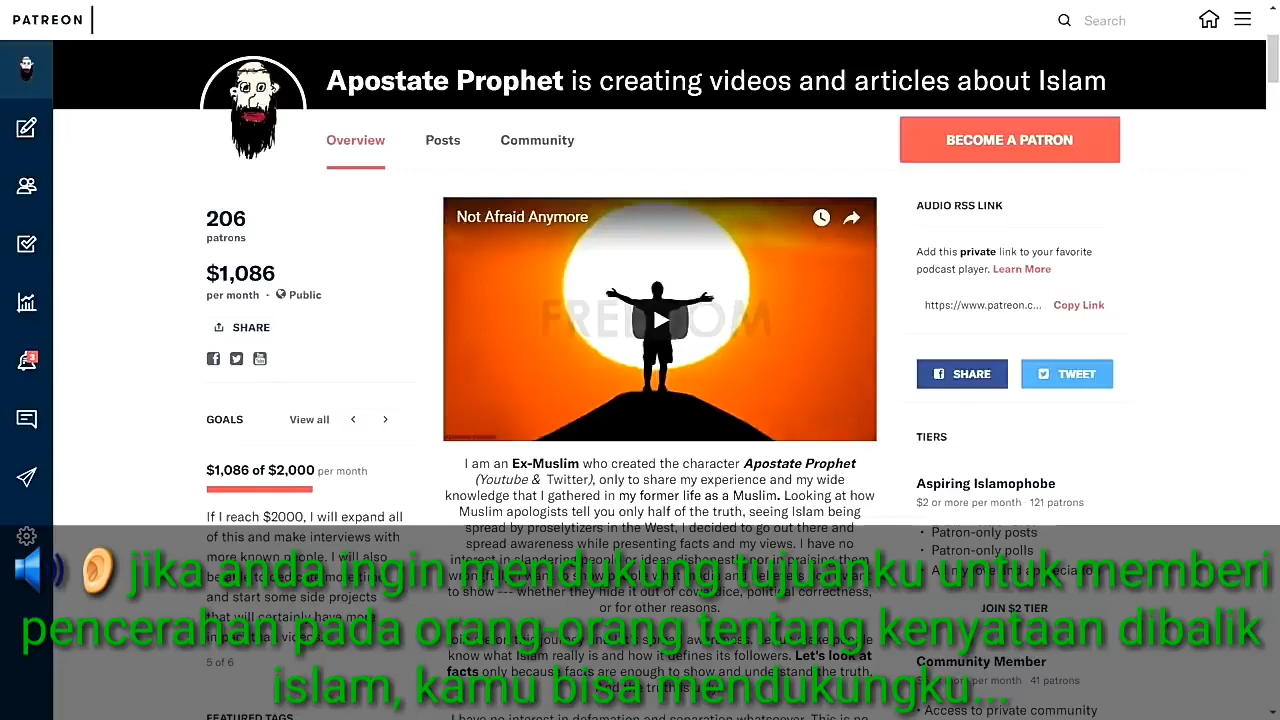 PATREON
Search
Apostate Prophet is creating videos and articles about Islam
Overview
Posts
Community
BECOME A PATRON
206
patrons
$1,086
per month · Public
SHARE
GOALS
View all
$1,086 of $2,000 per month
If I reach $2000, I will expand all
of this and make interviews with
more known people. I will also
and start some side projects
that will certainly have more
5 of 6
FEATURED TAGS
Not Afraid Anymore
FREEDOM
I am an Ex-Muslim who created the character Apostate Prophet
(Youtube & Twitter), only to share my experience and my wide
knowledge that I gathered in my former life as a Muslim. Looking at how
Muslim apologists tell you only half of the truth, seeing Islam being
spread by proselytizers in the West, I decided to go out there and
spread awareness while presenting facts and my views. I have no
to show --- whether they hide it out of cowardice, political correctness,
or for other reasons.
know what Islam really is and how it defines its followers. Let's look at
facts only because facts are enough to show and understand the truth,
I have no interest in defamation and separation whatsoever. This is no
AUDIO RSS LINK
Add this private link to your favorite
podcast player. Learn More
https://www.patreon.c... Copy Link
SHARE
TWEET
TIERS
Aspiring Islamophobe
$2 or more per month · 121 patrons
Patron-only posts
Patron-only polls
JOIN $2 TIER
Community Member
or more per month · 41 patrons
Access to private community
3
jika anda ingin mendukung tujuanku untuk memberi
pencerahan pada orang-orang tentang kenyataan dibalik
islam, kamu bisa mendukungku...